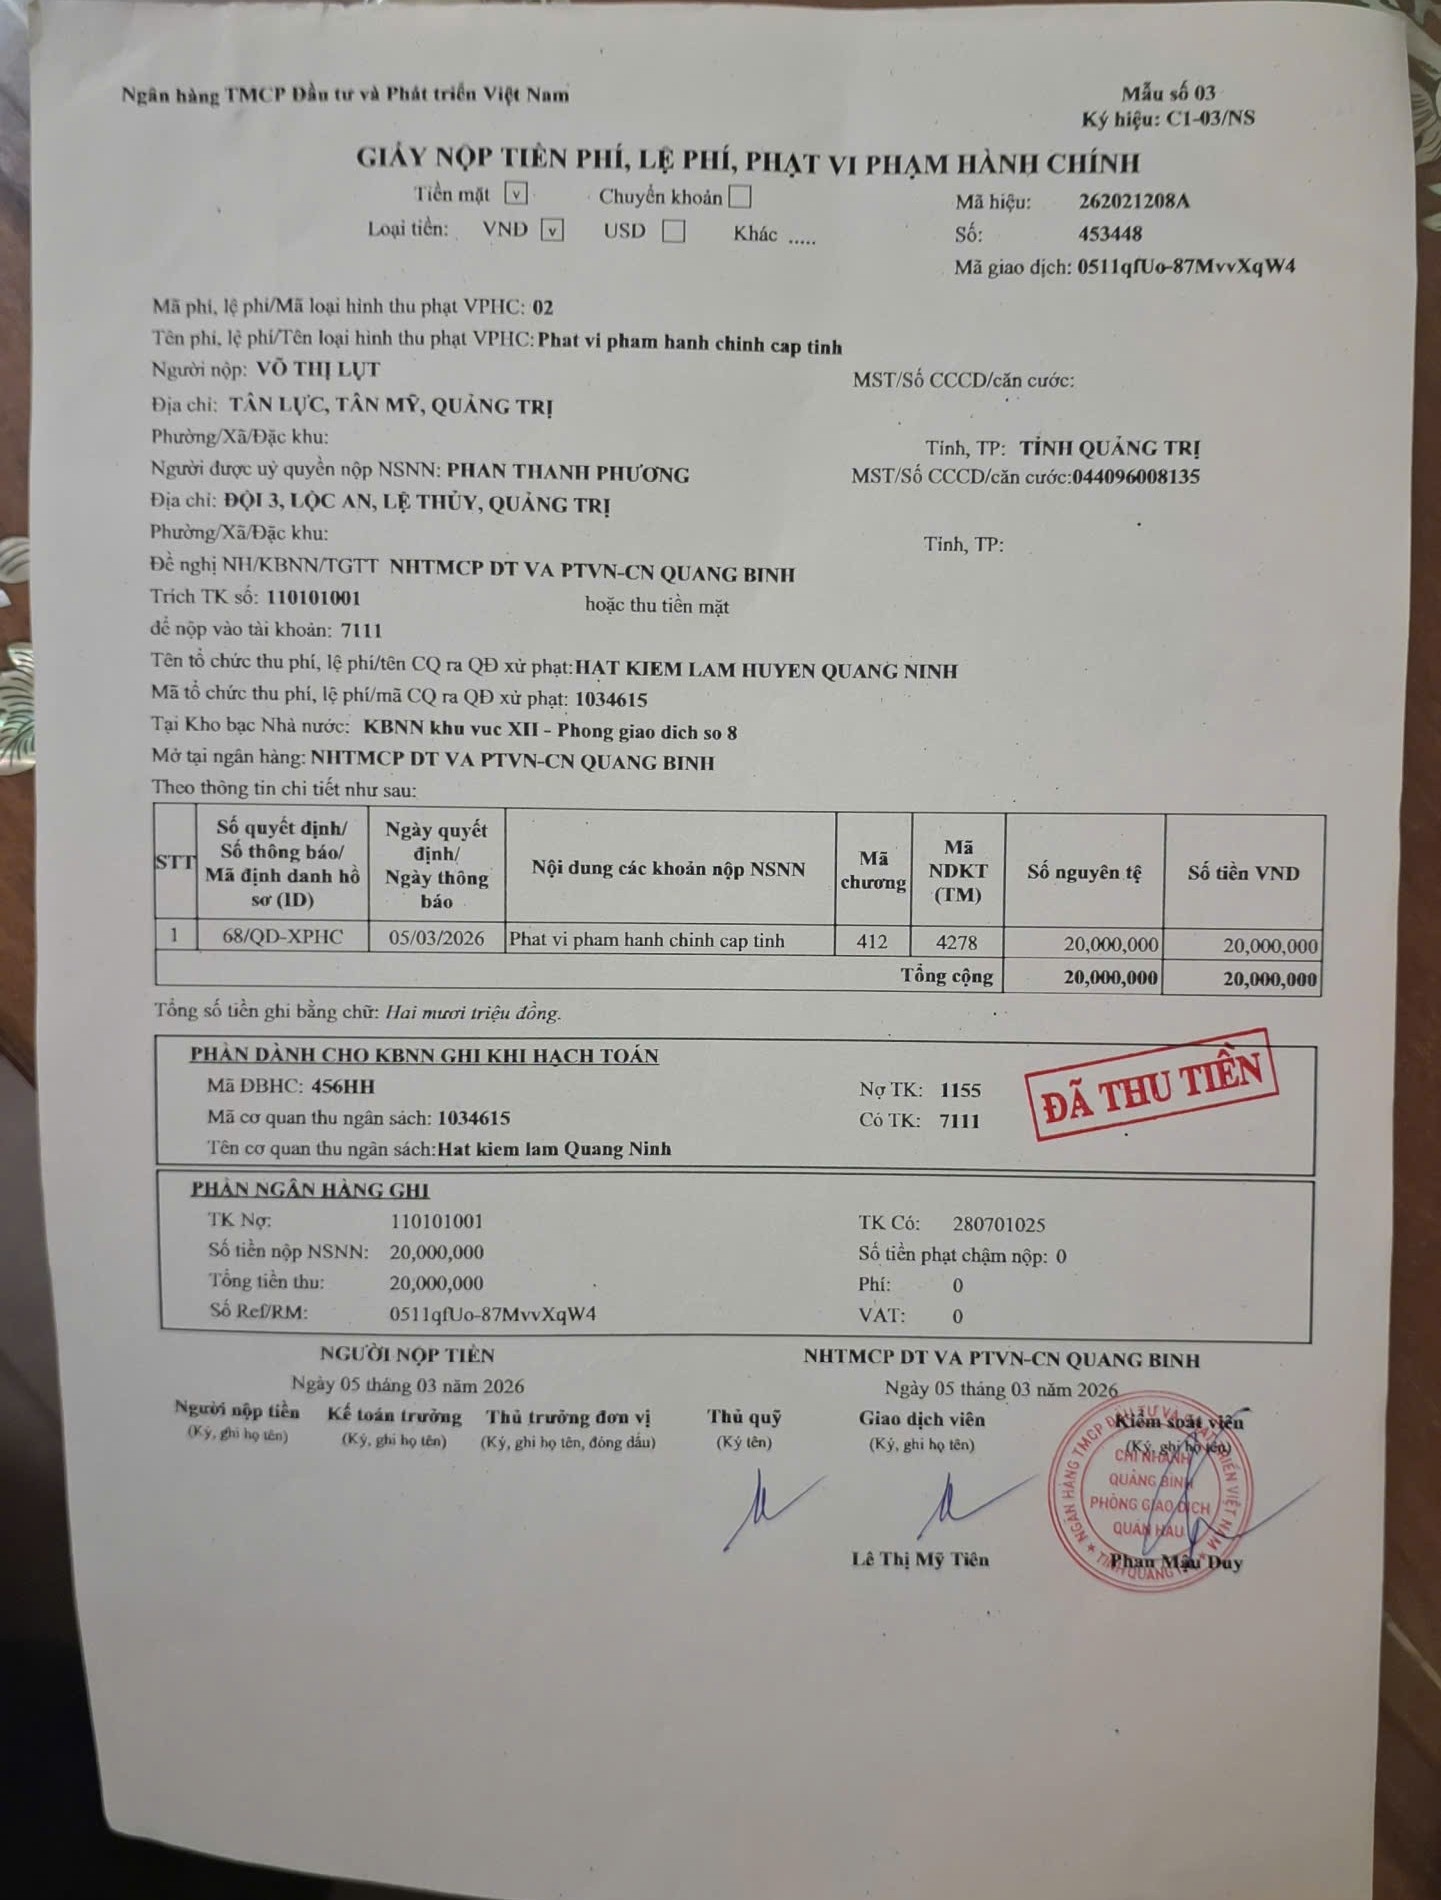 Ngân hàng TMCP Đầu tư và Phát triển Việt Nam
Mẫu số 03
Ký hiệu: C1-03/NS
GIẤY NỘP TIỀN PHÍ, LỆ PHÍ, PHẠT VI PHẠM HÀNH CHÍNH
Tiền mặt v Chuyển khoản
Mã hiệu: 262021208A
Loại tiền: VND v USD Khác .....
Số: 453448
Mã giao dịch: 0511qfUo-87MvvXqW4
Mã phí, lệ phí/Mã loại hình thu phạt VPHC: 02
Tên phí, lệ phí/Tên loại hình thu phạt VPHC: Phat vi pham hanh chinh cap tinh
Người nộp: VÕ THỊ LỤT
MST/Số CCCD/căn cước:
Địa chỉ: TÂN LỰC, TÂN MỸ, QUẢNG TRỊ
Phường/Xã/Đặc khu:
Tỉnh, TP: TỈNH QUẢNG TRỊ
Người được uỷ quyền nộp NSNN: PHAN THANH PHƯƠNG
MST/Số CCCD/căn cước:044096008135
Địa chỉ: ĐỘI 3, LỘC AN, LỆ THỦY, QUẢNG TRỊ
Phường/Xã/Đặc khu:
Tỉnh, TP:
Đề nghị NH/KBNN/TGTT NHTMCP DT VA PTVN-CN QUANG BINH
Trích TK số: 110101001 hoặc thu tiền mặt
để nộp vào tài khoản: 7111
Tên tổ chức thu phí, lệ phí/tên CQ ra QĐ xử phạt:HẠT KIEM LAM HUYEN QUANG NINH
Mã tổ chức thu phí, lệ phí/mã CQ ra QĐ xử phạt: 1034615
Tại Kho bạc Nhà nước: KBNN khu vuc XII - Phong giao dich so 8
Mở tại ngân hàng: NHTMCP DT VA PTVN-CN QUANG BINH
Theo thông tin chi tiết như sau:
STT Số quyết định/ Số thông báo/ Mã định danh hồ sơ (ID) Ngày quyết định/ Ngày thông báo Nội dung các khoản nộp NSNN Mã chương Mã NDKT (TM) Số nguyên tệ Số tiền VND
1 68/QD-XPHC 05/03/2026 Phat vi pham hanh chinh cap tinh 412 4278 20,000,000 20,000,000
Tổng cộng 20,000,000 20,000,000
Tổng số tiền ghi bằng chữ: Hai mươi triệu đồng.
PHẦN DÀNH CHO KBNN GHI KHI HẠCH TOÁN
Mã ĐBHC: 456HH Nợ TK: 1155
Mã cơ quan thu ngân sách: 1034615 Có TK: 7111
Tên cơ quan thu ngân sách:Hat kiem lam Quang Ninh
ĐÃ THU TIỀN
PHẦN NGÂN HÀNG GHI
TK Nợ: 110101001 TK Có: 280701025
Số tiền nộp NSNN: 20,000,000 Số tiền phạt chậm nộp: 0
Tổng tiền thu: 20,000,000 Phí: 0
Số Ref/RM: 0511qfUo-87MvvXqW4 VAT: 0
NGƯỜI NỘP TIỀN NHTMCP DT VA PTVN-CN QUANG BINH
Ngày 05 tháng 03 năm 2026 Ngày 05 tháng 03 năm 2026
Người nộp tiền Kế toán trưởng Thủ trưởng đơn vị Thủ quỹ Giao dịch viên Kiểm soát viên
(Ký, ghi họ tên) (Ký, ghi họ tên) (Ký, ghi họ tên, đóng dấu) (Ký tên) (Ký, ghi họ tên) (Ký, ghi họ tên)
NGÂN HÀNG TMCP ĐẦU TƯ VÀ PHÁT TRIỂN VIỆT NAM
CHI NHÁNH
QUẢNG BÌNH
PHÒNG GIAO DỊCH
QUÁN HÀU
Lê Thị Mỹ Tiên Phan Mậu Duy